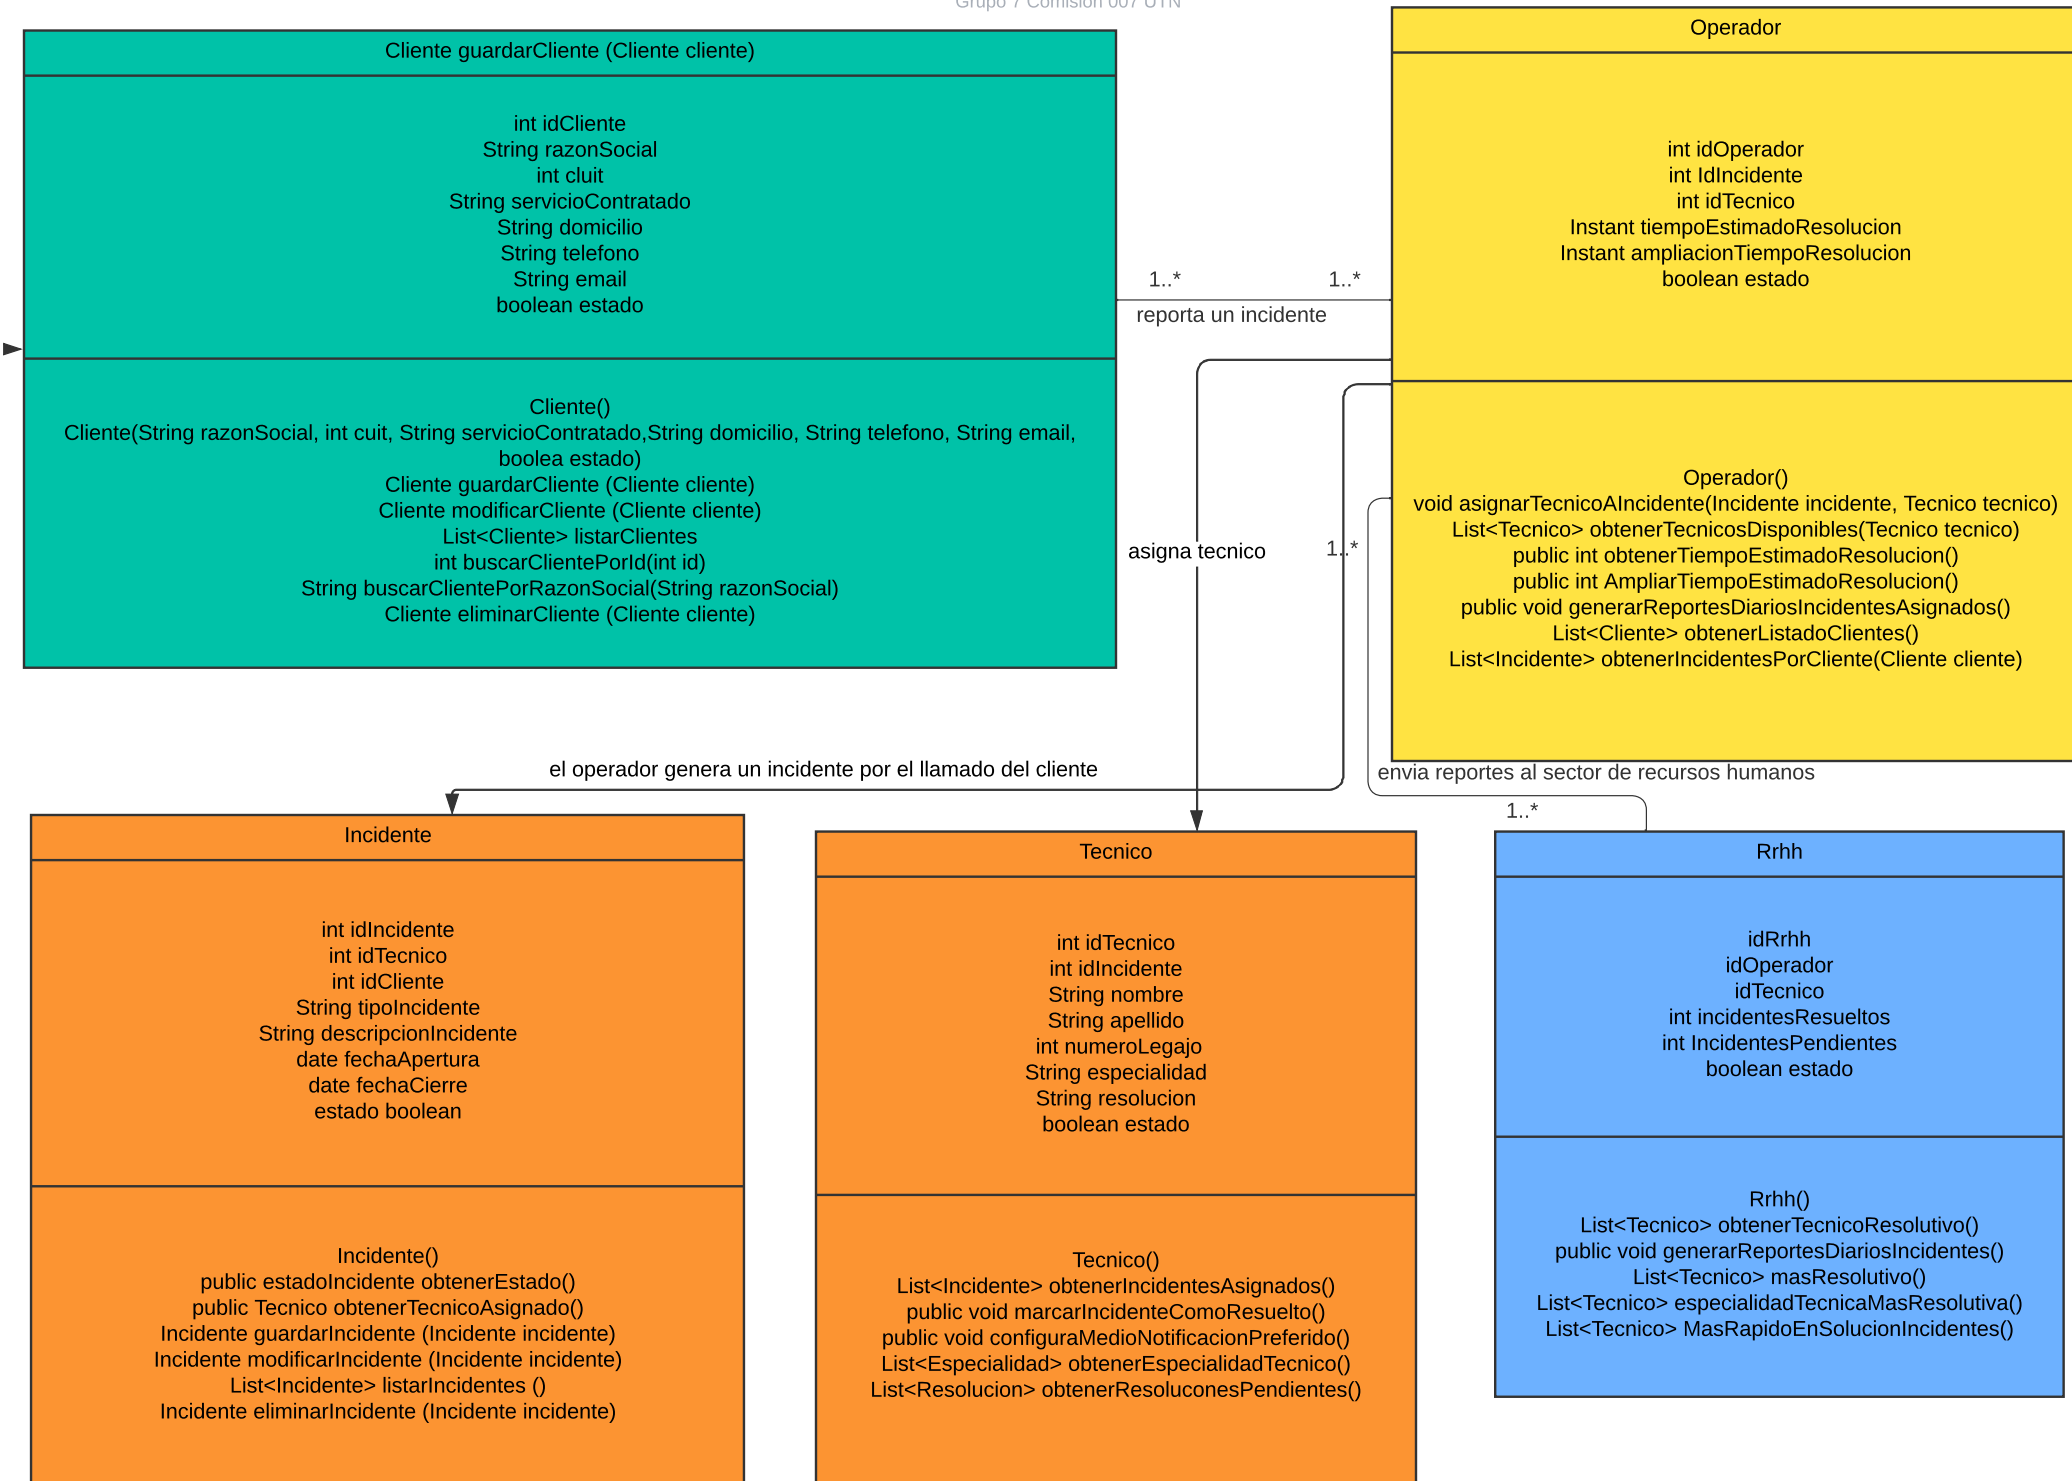 Grupo 7 Comision 007 UTN
Cliente guardarCliente (Cliente cliente)
int idCliente
String razonSocial
int cluit
String servicioContratado
String domicilio
String telefono
String email
boolean estado
Cliente()
Cliente(String razonSocial, int cuit, String servicioContratado,String domicilio, String telefono, String email,
boolea estado)
Cliente guardarCliente (Cliente cliente)
Cliente modificarCliente (Cliente cliente)
List<Cliente> listarClientes
int buscarClientePorId(int id)
String buscarClientePorRazonSocial(String razonSocial)
Cliente eliminarCliente (Cliente cliente)
1..*
1..*
reporta un incidente
Operador
int idOperador
int IdIncidente
int idTecnico
Instant tiempoEstimadoResolucion
Instant ampliacionTiempoResolucion
boolean estado
Operador()
void asignarTecnicoAIncidente(Incidente incidente, Tecnico tecnico)
List<Tecnico> obtenerTecnicosDisponibles(Tecnico tecnico)
public int obtenerTiempoEstimadoResolucion()
public int AmpliarTiempoEstimadoResolucion()
public void generarReportesDiariosIncidentesAsignados()
List<Cliente> obtenerListadoClientes()
List<Incidente> obtenerIncidentesPorCliente(Cliente cliente)
asigna tecnico
1..*
el operador genera un incidente por el llamado del cliente
envia reportes al sector de recursos humanos
1..*
Incidente
int idIncidente
int idTecnico
int idCliente
String tipoIncidente
String descripcionIncidente
date fechaApertura
date fechaCierre
estado boolean
Incidente()
public estadoIncidente obtenerEstado()
public Tecnico obtenerTecnicoAsignado()
Incidente guardarIncidente (Incidente incidente)
Incidente modificarIncidente (Incidente incidente)
List<Incidente> listarIncidentes ()
Incidente eliminarIncidente (Incidente incidente)
Tecnico
int idTecnico
int idIncidente
String nombre
String apellido
int numeroLegajo
String especialidad
String resolucion
boolean estado
Tecnico()
List<Incidente> obtenerIncidentesAsignados()
public void marcarIncidenteComoResuelto()
public void configuraMedioNotificacionPreferido()
List<Especialidad> obtenerEspecialidadTecnico()
List<Resolucion> obtenerResoluconesPendientes()
Rrhh
idRrhh
idOperador
idTecnico
int incidentesResueltos
int IncidentesPendientes
boolean estado
Rrhh()
List<Tecnico> obtenerTecnicoResolutivo()
public void generarReportesDiariosIncidentes()
List<Tecnico> masResolutivo()
List<Tecnico> especialidadTecnicaMasResolutiva()
List<Tecnico> MasRapidoEnSolucionIncidentes()